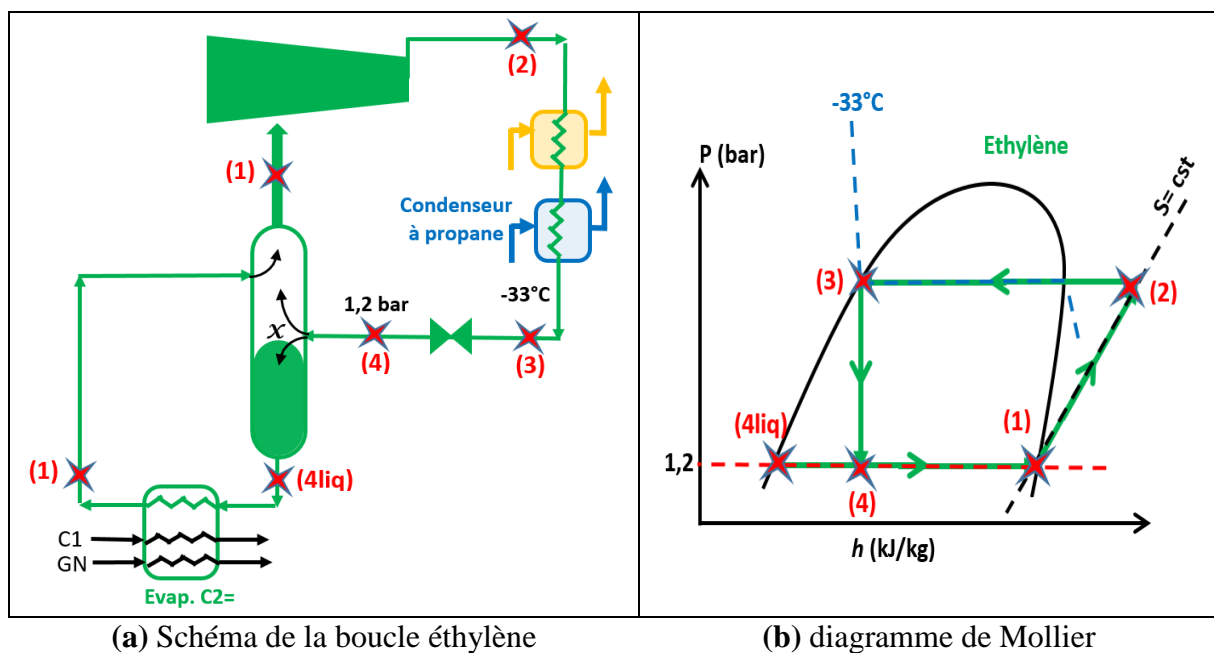 (2)
(1)
Condenseur
à propane
1,2 bar
-33°C
x
(4)
(3)
(1)
(4liq)
C1
GN
Evap. C2=
-33°C
P (bar)
Ethylène
S= cst
(3)
(2)
(4liq)
(1)
1,2
(4)
h (kJ/kg)
(a) Schéma de la boucle éthylène
(b) diagramme de Mollier